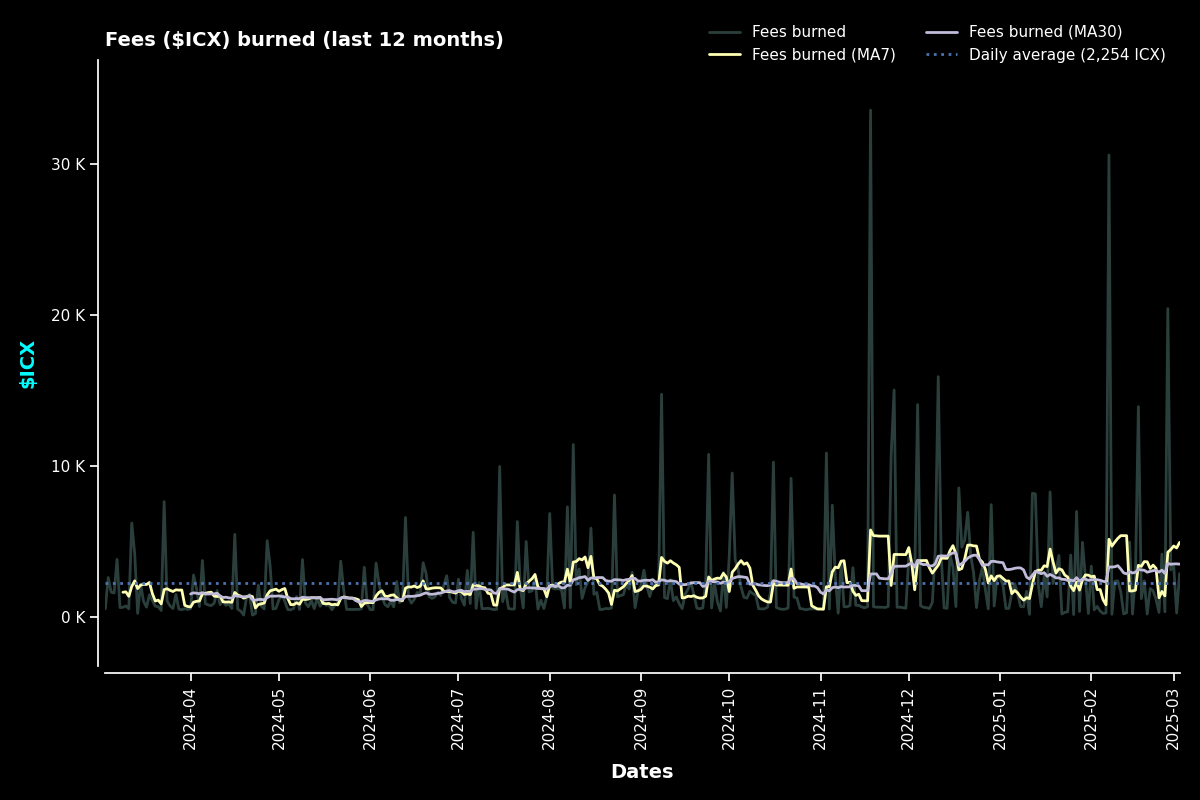 Fees ($ICX) burned (last 12 months)
Fees burned
Fees burned (MA7)
Fees burned (MA30)
Daily average (2,254 ICX)
$ICX
30 K
20 K
10 K
0 K
2024-04
2024-05
2024-06
2024-07
2024-08
2024-09
2024-10
2024-11
2024-12
2025-01
2025-02
2025-03
Dates